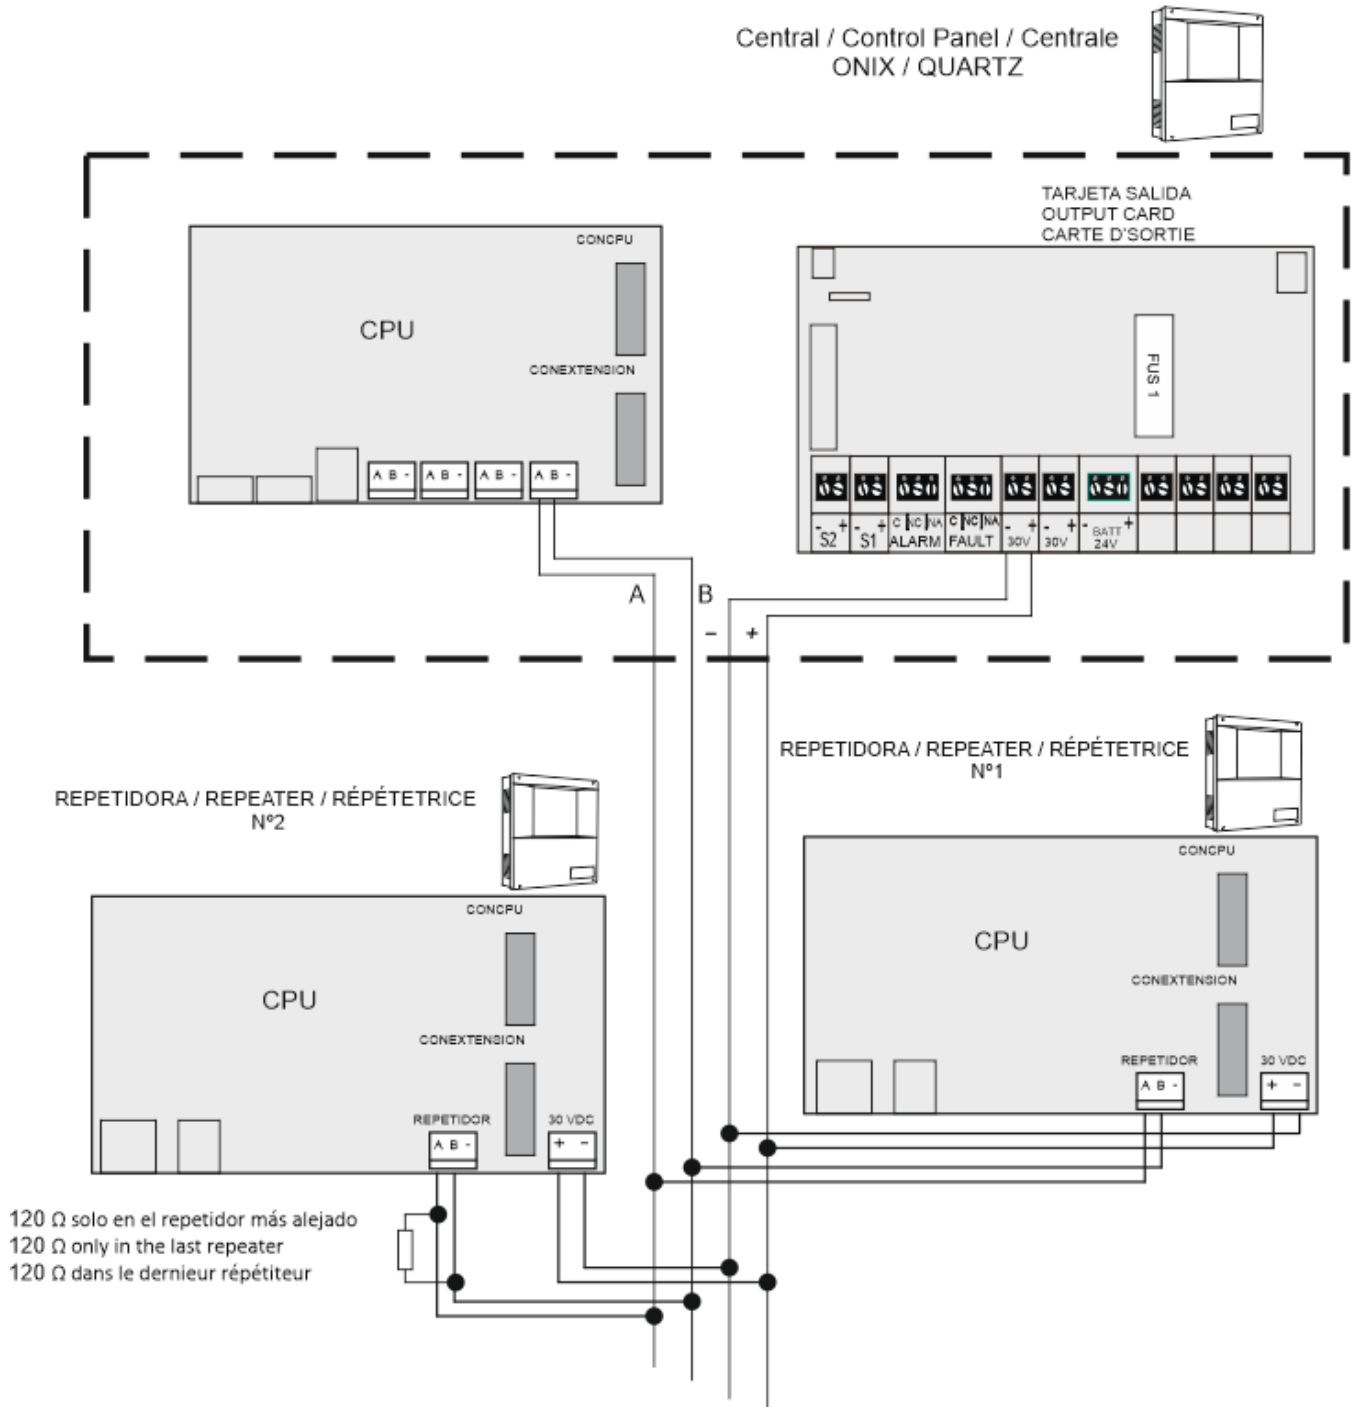 Central / Control Panel / Centrale
ONIX / QUARTZ
TARJETA SALIDA
OUTPUT CARD
CARTE D'SORTIE
CONCPU
CPU
CONEXTENSION
FUS 1
A B - A B - A B - A B -
- + - + C NC NA C NC NA - + - + - BATT +
S2 S1 ALARM FAULT 30V 30V 24V
A B
- +
REPETIDORA / REPEATER / RÉPÉTETRICE
Nº1
REPETIDORA / REPEATER / RÉPÉTETRICE
Nº2
CONCPU
CPU
CONEXTENSION
REPETIDOR 30 VDC
A B - + -
CONCPU
CPU
CONEXTENSION
REPETIDOR 30 VDC
A B - + -
120 Ω solo en el repetidor más alejado
120 Ω only in the last repeater
120 Ω dans le dernieur répétiteur